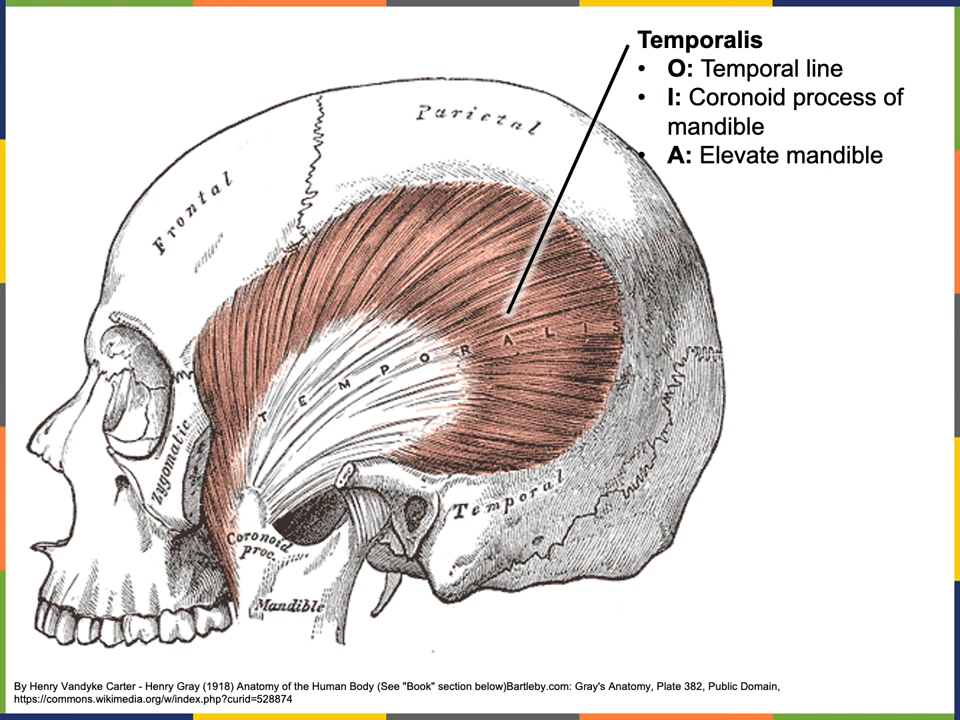 Temporalis
• O: Temporal line
• I: Coronoid process of
mandible
• A: Elevate mandible
Parietal
Frontal
TEMPORALIS
Zygomatic
Temporal
Coronoid
proc.
Mandible
By Henry Vandyke Carter - Henry Gray (1918) Anatomy of the Human Body (See "Book" section below)Bartleby.com: Gray's Anatomy, Plate 382, Public Domain,
https://commons.wikimedia.org/w/index.php?curid=528874